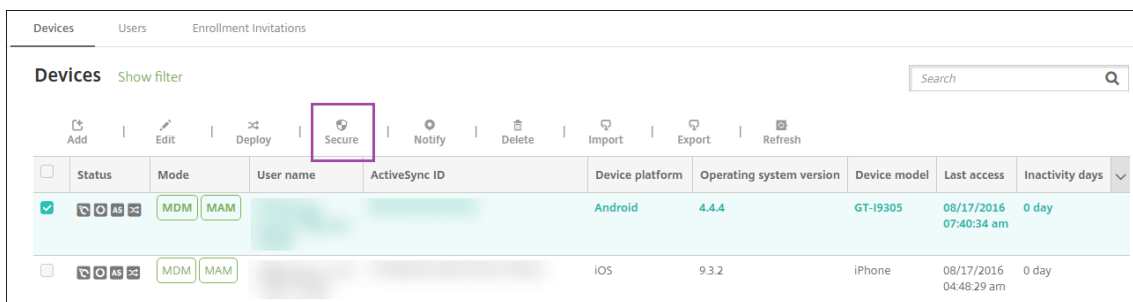 Devices Users Enrollment Invitations
Devices Show filter Search
Add | Edit | Deploy | Secure | Notify | Delete | Import | Export | Refresh
Status Mode User name ActiveSync ID Device platform Operating system version Device model Last access Inactivity days
AS MDM MAM Android 4.4.4 GT-I9305 08/17/2016 0 day
07:40:34 am
AS MDM MAM iOS 9.3.2 iPhone 08/17/2016 0 day
04:48:29 am